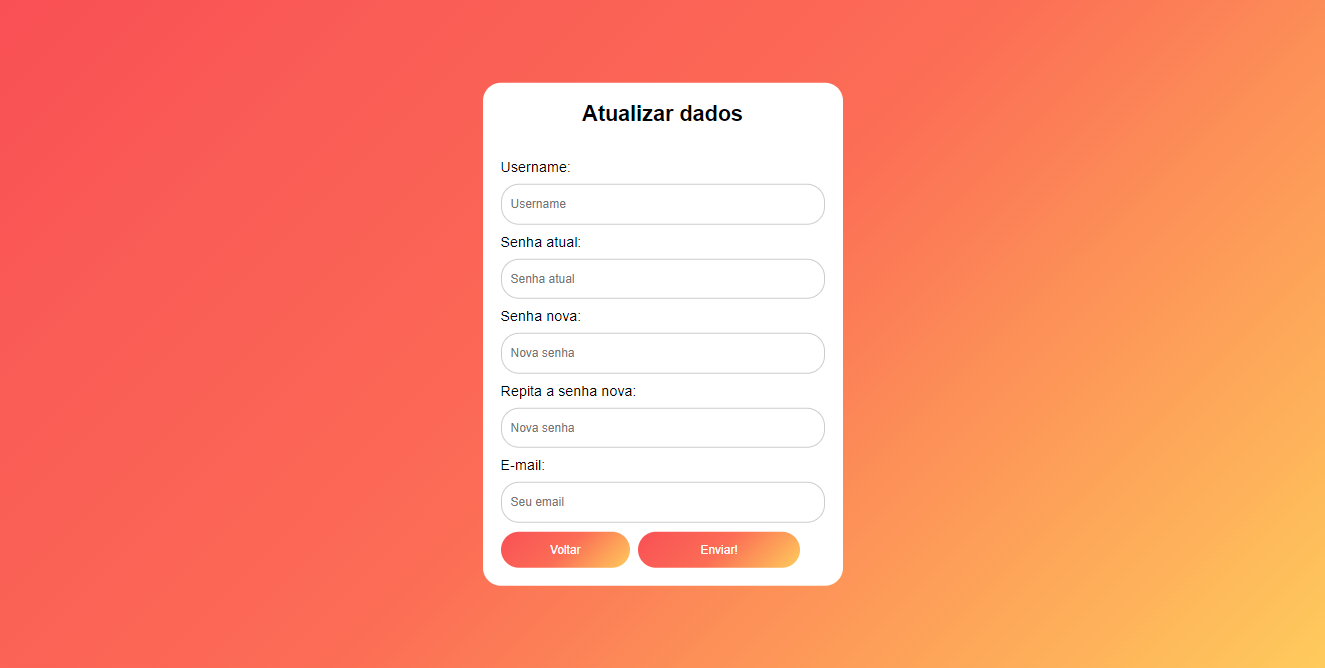 Atualizar dados
Username:
Username
Senha atual:
Senha atual
Senha nova:
Nova senha
Repita a senha nova:
Nova senha
E-mail:
Seu email
Voltar Enviar!